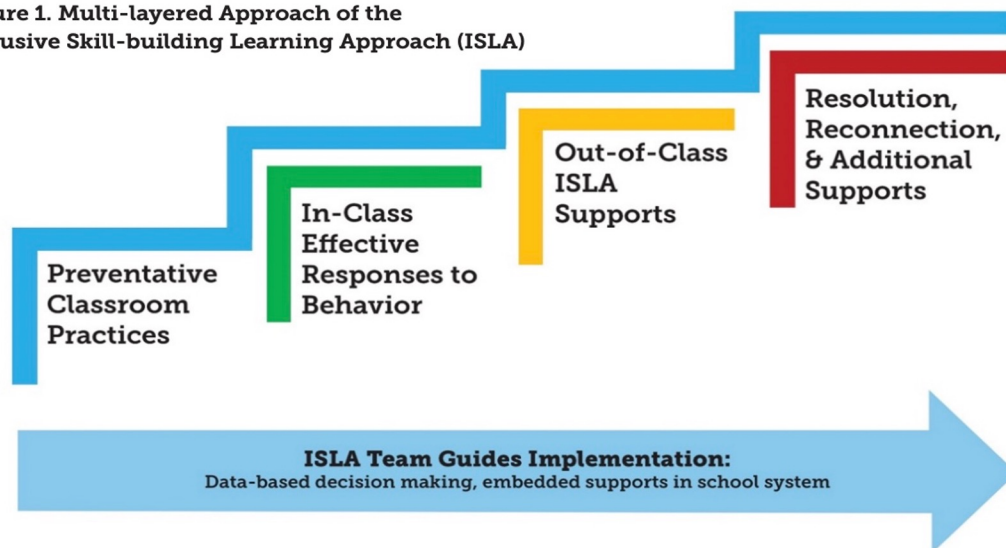 ure 1. Multi-layered Approach of the
usive Skill-building Learning Approach (ISLA)
Preventative
Classroom
Practices
In-Class
Effective
Responses to
Behavior
Out-of-Class
ISLA
Supports
Resolution,
Reconnection,
& Additional
Supports
ISLA Team Guides Implementation:
Data-based decision making, embedded supports in school system